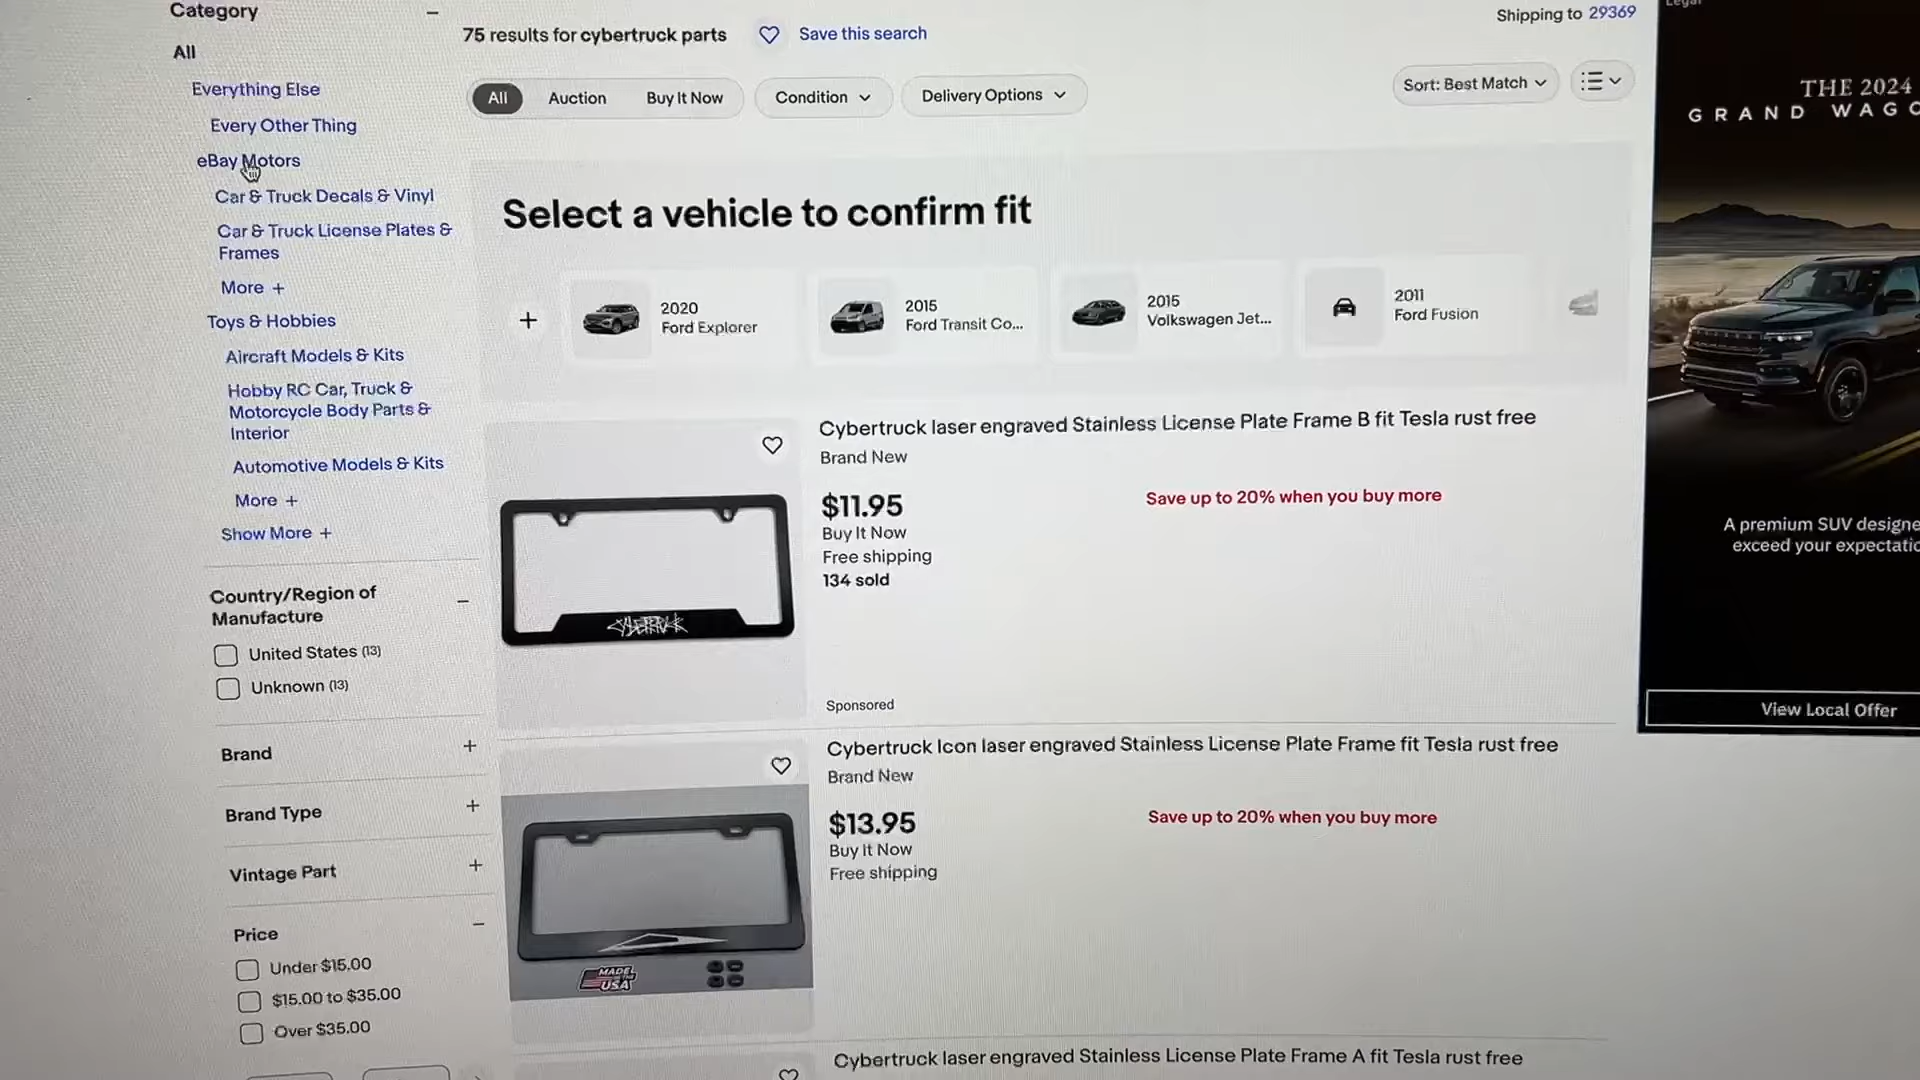 Category
All
Everything Else
Every Other Thing
eBay Motors
Car & Truck Decals & Vinyl
Car & Truck License Plates &
Frames
More +
Toys & Hobbies
Aircraft Models & Kits
Hobby RC Car, Truck &
Motorcycle Body Parts &
Interior
Automotive Models & Kits
More +
Show More +
Country/Region of
Manufacture
United States (13)
Unknown (13)
Brand
Brand Type
Vintage Part
Price
Under $15.00
$15.00 to $35.00
Over $35.00
75 results for cybertruck parts
Save this search
Shipping to 29369
All
Auction
Buy It Now
Condition
Delivery Options
Sort: Best Match
Select a vehicle to confirm fit
2020
Ford Explorer
2015
Ford Transit Co...
2015
Volkswagen Jet...
2011
Ford Fusion
Cybertruck laser engraved Stainless License Plate Frame B fit Tesla rust free
Brand New
$11.95
Save up to 20% when you buy more
Buy It Now
Free shipping
134 sold
CYBERTRUCK
Sponsored
Cybertruck Icon laser engraved Stainless License Plate Frame fit Tesla rust free
Brand New
$13.95
Save up to 20% when you buy more
Buy It Now
Free shipping
MADE
USA
Cybertruck laser engraved Stainless License Plate Frame A fit Tesla rust free
Legal
THE 2024
GRAND WAGO
A premium SUV designe
exceed your expectatio
View Local Offer